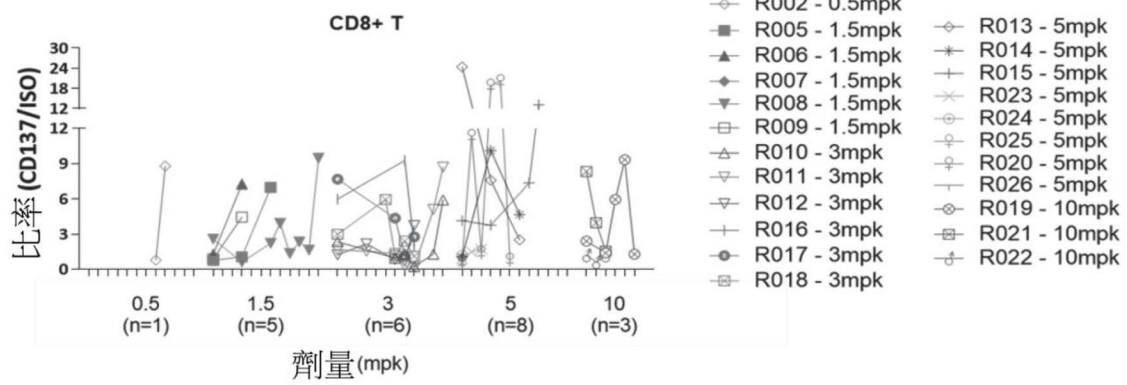 CD8+ T
比率 (CD137/ISO)
30
24
18
12
12
9
6
3
0
0.5
(n=1)
1.5
(n=5)
3
(n=6)
5
(n=8)
10
(n=3)
劑量(mpk)
R002 - 0.5mpk
R005 - 1.5mpk
R006 - 1.5mpk
R007 - 1.5mpk
R008 - 1.5mpk
R009 - 1.5mpk
R010 - 3mpk
R011 - 3mpk
R012 - 3mpk
R016 - 3mpk
R017 - 3mpk
R018 - 3mpk
R013 - 5mpk
R014 - 5mpk
R015 - 5mpk
R023 - 5mpk
R024 - 5mpk
R025 - 5mpk
R020 - 5mpk
R026 - 5mpk
R019 - 10mpk
R021 - 10mpk
R022 - 10mpk